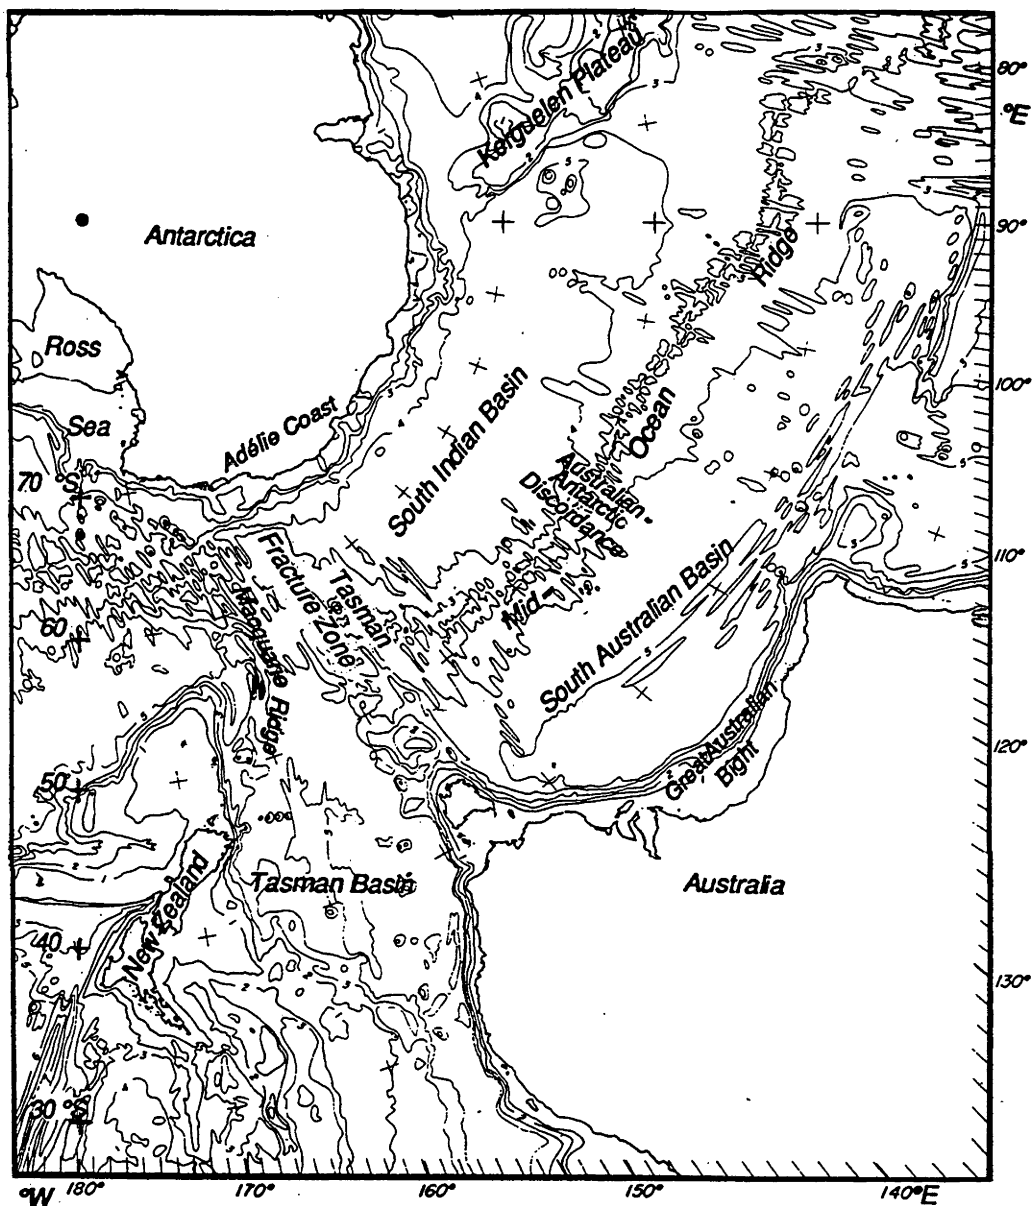 Kerguelen Plateau
80°
°E
Antarctica
90°
Ridge
Ross
Sea
100°
Adélie Coast
South Indian Basin
Ocean
70 °S
Australian -
Antarctic
Discordance
110°
Fracture Zone
Tasman
Macquarie Ridge
Mid -
60
South Australian Basin
120°
50
Great Australian
Bight
New Zealand
Tasman Basin
Australia
40
130°
30 °S
°W
180°
170°
160°
150°
140°E